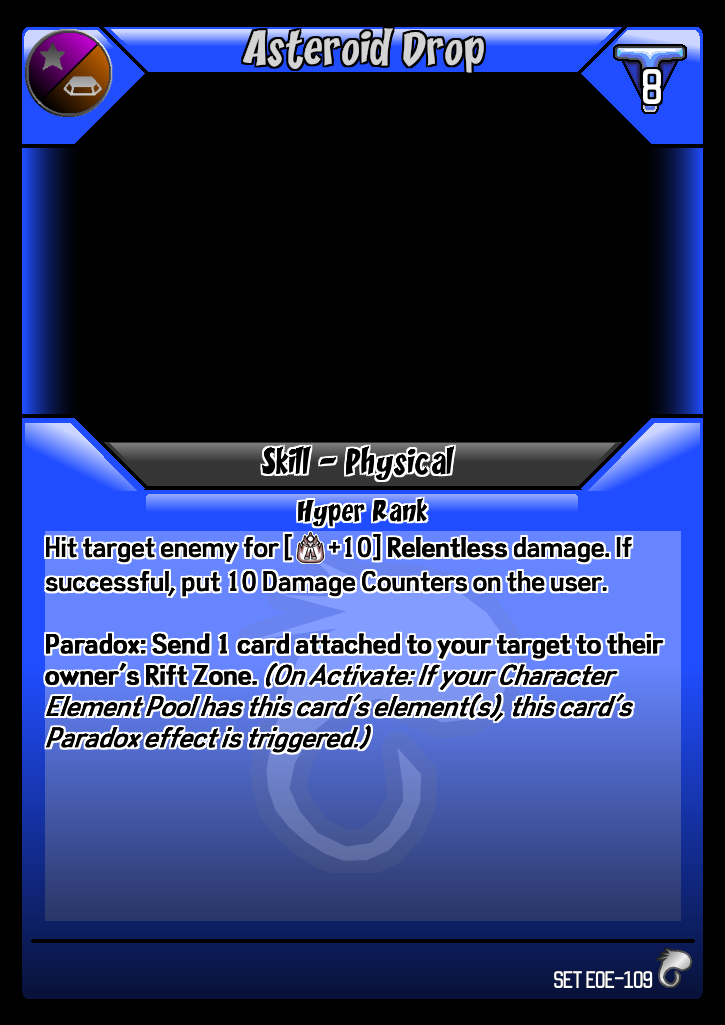 Asteroid Drop
8
Skill - Physical
Hyper Rank
Hit target enemy for [ +10] Relentless damage. If
successful, put 10 Damage Counters on the user.
Paradox: Send 1 card attached to your target to their
owner's Rift Zone. (On Activate: If your Character
Element Pool has this card's element(s), this card's
Paradox effect is triggered.)
SET EOE-109